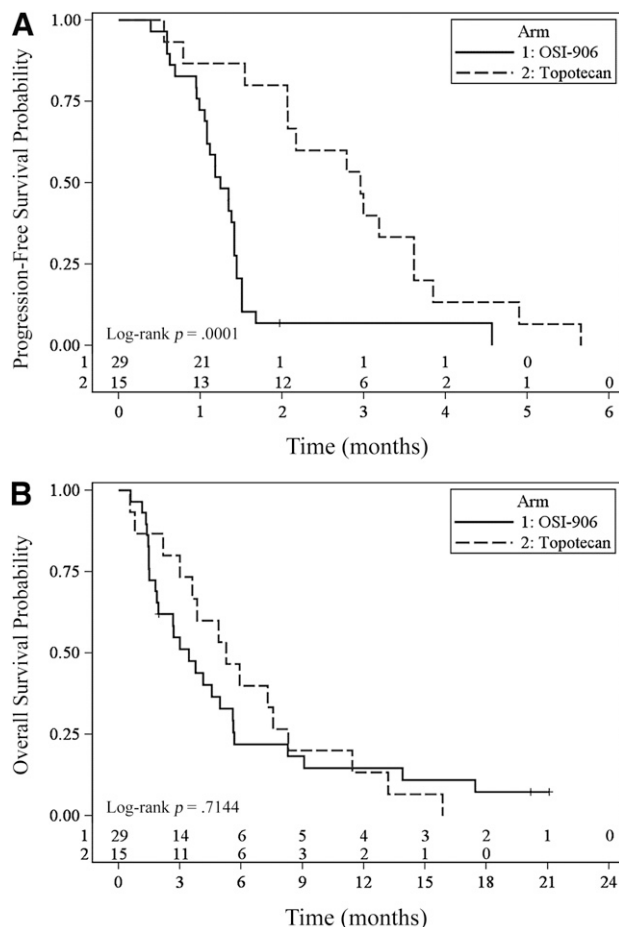 A
Progression-Free Survival Probability
1.00
0.75
0.50
0.25
0.00
Arm
1: OSI-906
2: Topotecan
Log-rank p = .0001
1 29 21 1 1 1 0
2 15 13 12 6 2 1 0
0 1 2 3 4 5 6
Time (months)
B
Overall Survival Probability
1.00
0.75
0.50
0.25
0.00
Arm
1: OSI-906
2: Topotecan
Log-rank p = .7144
1 29 14 6 5 4 3 2 1 0
2 15 11 6 3 2 1 0
0 3 6 9 12 15 18 21 24
Time (months)